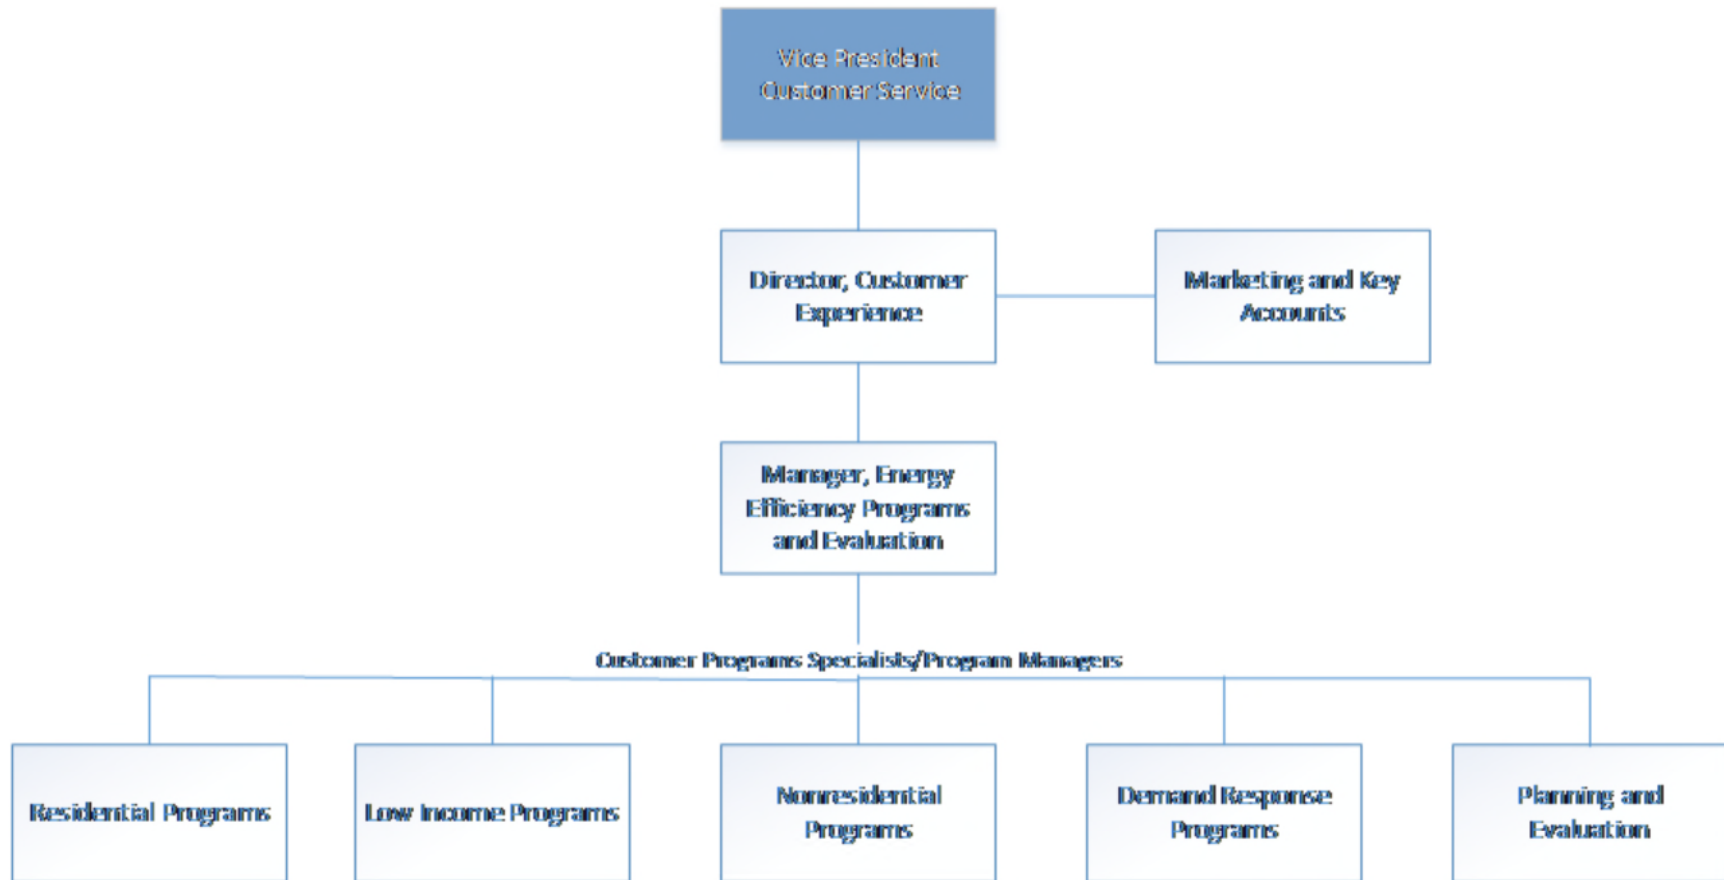 Vice President
Customer Service
Director, Customer
Experience
Marketing and Key
Accounts
Manager, Energy
Efficiency Programs
and Evaluation
Customer Programs Specialists/Program Managers
Residential Programs
Low Income Programs
Nonresidential
Programs
Demand Response
Programs
Planning and
Evaluation